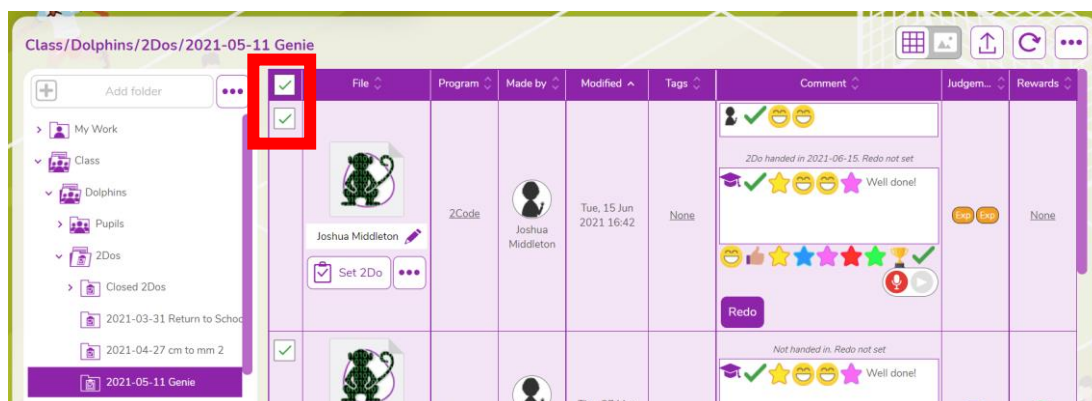 Class/Dolphins/2Dos/2021-05-11 Genie
Add folder
My Work
Class
Dolphins
Pupils
2Dos
Closed 2Dos
2021-03-31 Return to Schoo
2021-04-27 cm to mm 2
2021-05-11 Genie
File
Program
Made by
Modified
Tags
Comment
Judgem...
Rewards
Joshua Middleton
Set 2Do
2Code
Joshua
Middleton
Tue, 15 Jun
2021 16:42
None
2Do handed in 2021-06-15. Redo not set
Well done!
Redo
Exp Exp
None
Not handed in. Redo not set
Well done!